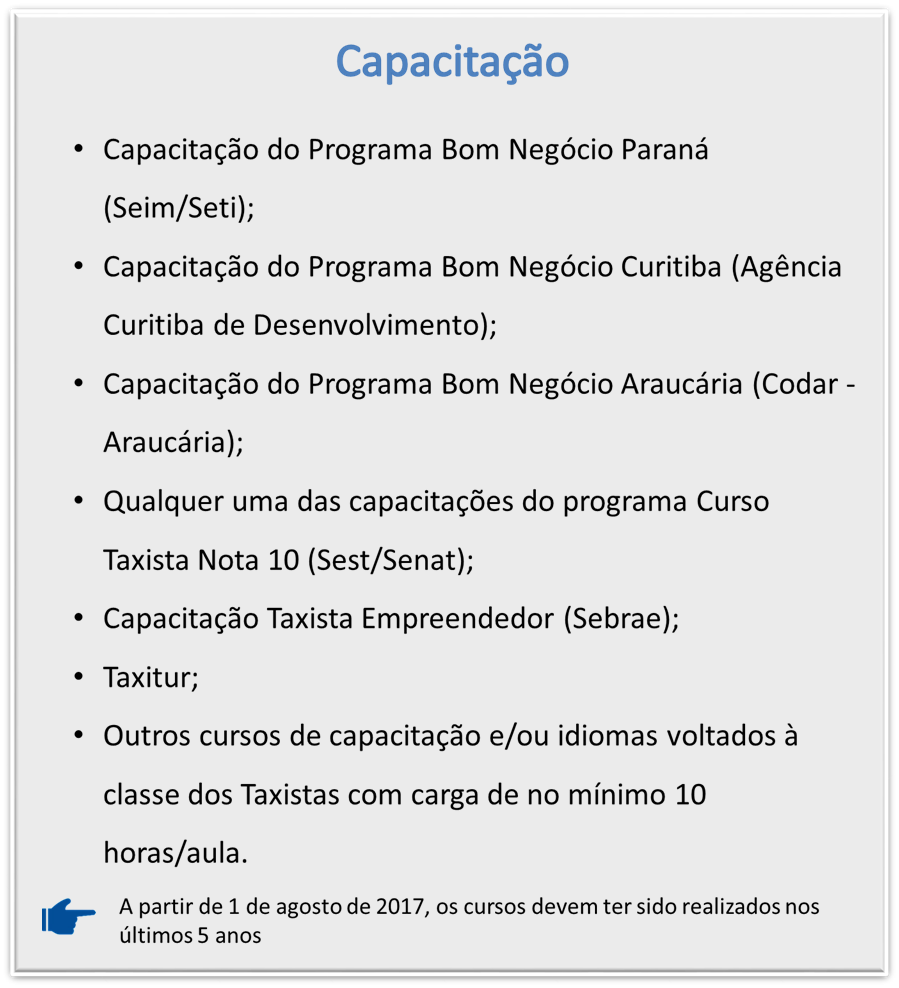 Capacitação
• Capacitação do Programa Bom Negócio Paraná
(Seim/Seti);
• Capacitação do Programa Bom Negócio Curitiba (Agência
Curitiba de Desenvolvimento);
• Capacitação do Programa Bom Negócio Araucária (Codar -
Araucária);
• Qualquer uma das capacitações do programa Curso
Taxista Nota 10 (Sest/Senat);
• Capacitação Taxista Empreendedor (Sebrae);
• Taxitur;
• Outros cursos de capacitação e/ou idiomas voltados à
classe dos Taxistas com carga de no mínimo 10
horas/aula.
A partir de 1 de agosto de 2017, os cursos devem ter sido realizados nos
últimos 5 anos